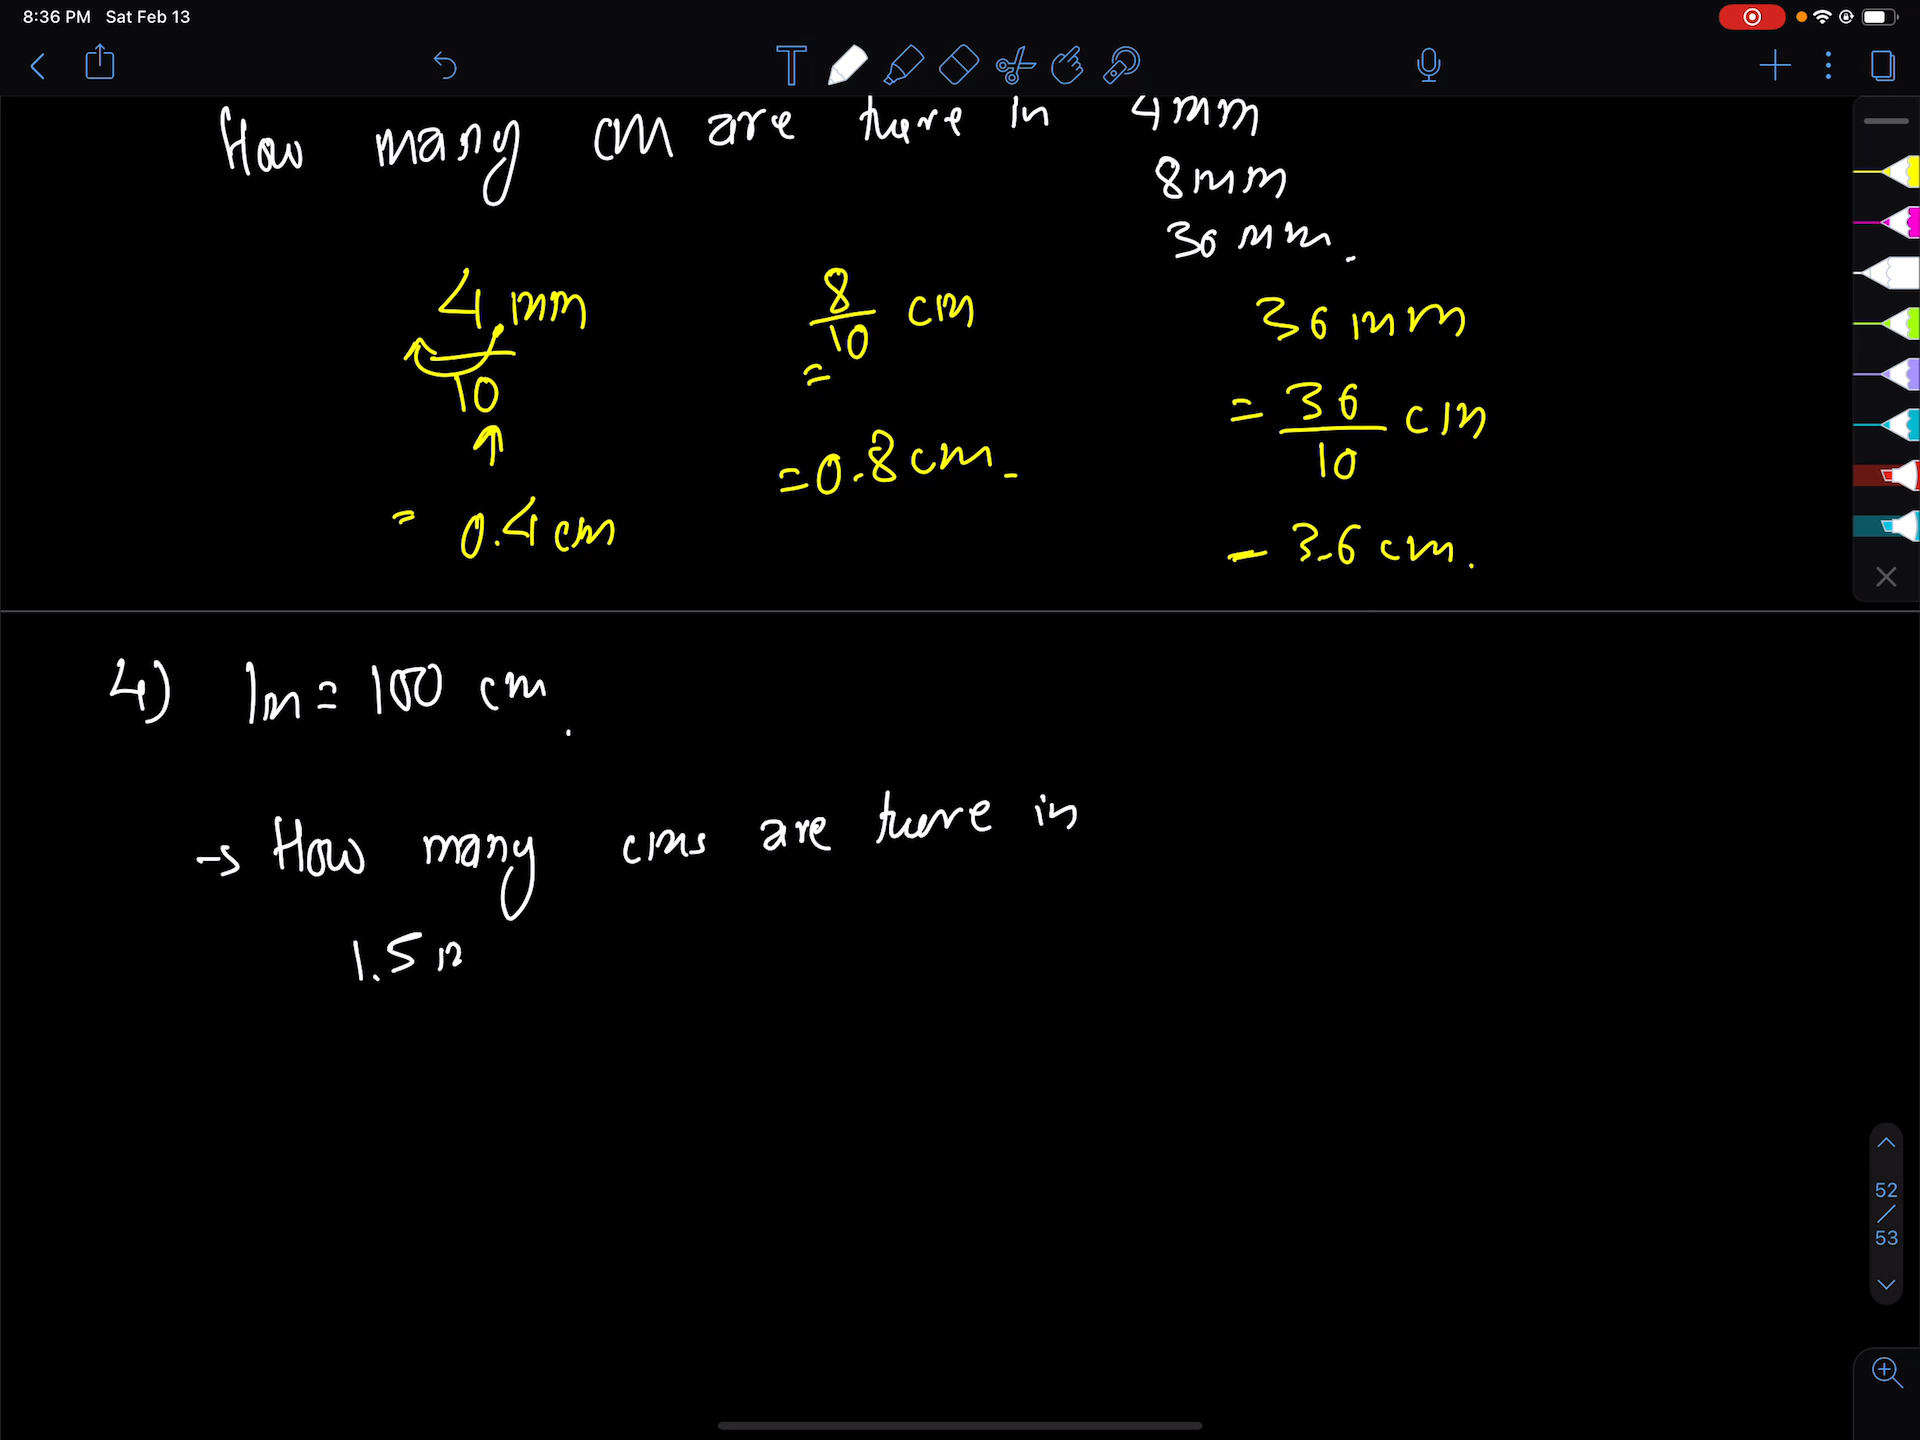 8:36 PM Sat Feb 13
How many cm are there in 4mm
8mm
36 mm.
4 mm
10
= 0.4 cm
8
10 cm
=
=0.8 cm.
36 mm
= 36
10 cm
- 3.6 cm.
4) 1m = 100 cm.
→ How many cms are there in
1.5 m
52
/
53